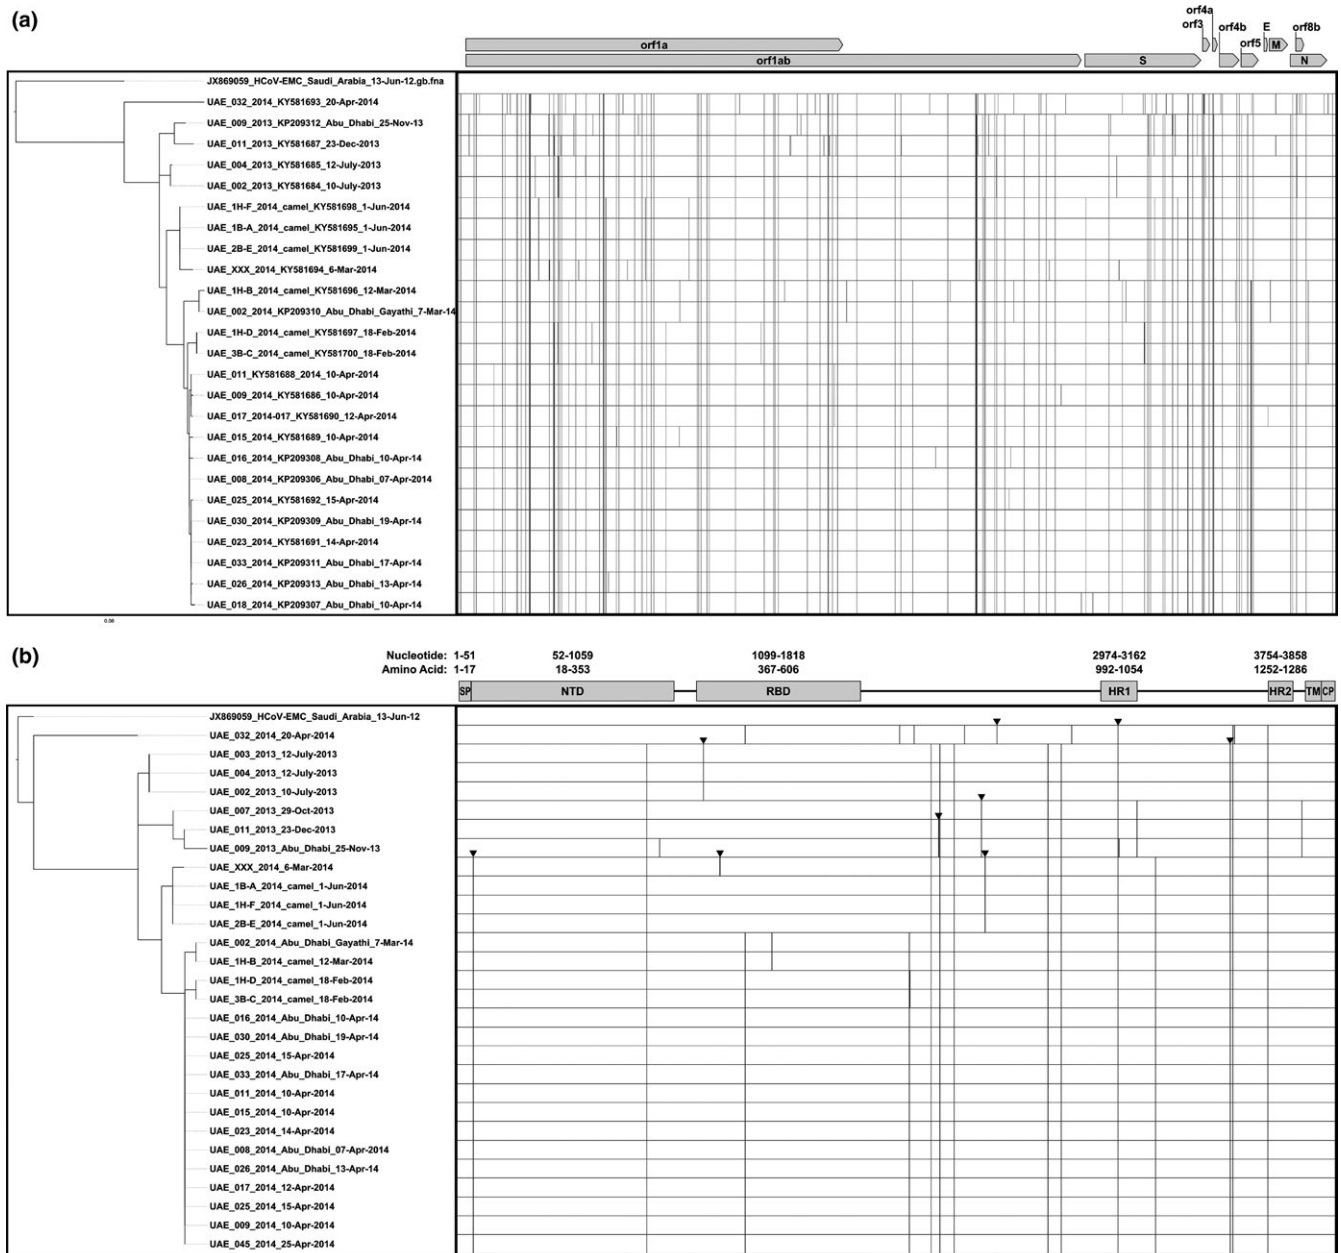 (a)
orf4a
orf3
orf4b
E
orf8b
orf1a
orf5
M
orf1ab
S
N
JX869059_HCoV-EMC_Saudi_Arabia_13-Jun-12.gb.fna
UAE_032_2014_KY581693_20-Apr-2014
UAE_009_2013_KP209312_Abu_Dhabi_25-Nov-13
UAE_011_2013_KY581687_23-Dec-2013
UAE_004_2013_KY581685_12-July-2013
UAE_002_2013_KY581684_10-July-2013
UAE_1H-F_2014_camel_KY581698_1-Jun-2014
UAE_1B-A_2014_camel_KY581695_1-Jun-2014
UAE_2B-E_2014_camel_KY581699_1-Jun-2014
UAE_XXX_2014_KY581694_6-Mar-2014
UAE_1H-B_2014_camel_KY581696_12-Mar-2014
UAE_002_2014_KP209310_Abu_Dhabi_Gayathi_7-Mar-14
UAE_1H-D_2014_camel_KY581697_18-Feb-2014
UAE_3B-C_2014_camel_KY581700_18-Feb-2014
UAE_011_KY581688_2014_10-Apr-2014
UAE_009_2014_KY581686_10-Apr-2014
UAE_017_2014-017_KY581690_12-Apr-2014
UAE_015_2014_KY581689_10-Apr-2014
UAE_016_2014_KP209308_Abu_Dhabi_10-Apr-14
UAE_008_2014_KP209306_Abu_Dhabi_07-Apr-2014
UAE_025_2014_KY581692_15-Apr-2014
UAE_030_2014_KP209309_Abu_Dhabi_19-Apr-14
UAE_023_2014_KY581691_14-Apr-2014
UAE_033_2014_KP209311_Abu_Dhabi_17-Apr-14
UAE_026_2014_KP209313_Abu_Dhabi_13-Apr-14
UAE_018_2014_KP209307_Abu_Dhabi_10-Apr-14
(b)
Nucleotide: 1-51 52-1059 1099-1818 2974-3162 3754-3858
Amino Acid: 1-17 18-353 367-606 992-1054 1252-1286
SP NTD RBD HR1 HR2 TM CP
JX869059_HCoV-EMC_Saudi_Arabia_13-Jun-12
UAE_032_2014_20-Apr-2014
UAE_003_2013_12-July-2013
UAE_004_2013_12-July-2013
UAE_002_2013_10-July-2013
UAE_007_2013_29-Oct-2013
UAE_011_2013_23-Dec-2013
UAE_009_2013_Abu_Dhabi_25-Nov-13
UAE_XXX_2014_6-Mar-2014
UAE_1B-A_2014_camel_1-Jun-2014
UAE_1H-F_2014_camel_1-Jun-2014
UAE_2B-E_2014_camel_1-Jun-2014
UAE_002_2014_Abu_Dhabi_Gayathi_7-Mar-14
UAE_1H-B_2014_camel_12-Mar-2014
UAE_1H-D_2014_camel_18-Feb-2014
UAE_3B-C_2014_camel_18-Feb-2014
UAE_016_2014_Abu_Dhabi_10-Apr-14
UAE_030_2014_Abu_Dhabi_19-Apr-14
UAE_025_2014_15-Apr-2014
UAE_033_2014_Abu_Dhabi_17-Apr-14
UAE_011_2014_10-Apr-2014
UAE_015_2014_10-Apr-2014
UAE_023_2014_14-Apr-2014
UAE_008_2014_Abu_Dhabi_07-Apr-2014
UAE_026_2014_Abu_Dhabi_13-Apr-14
UAE_017_2014_12-Apr-2014
UAE_025_2014_15-Apr-2014
UAE_009_2014_10-Apr-2014
UAE_045_2014_25-Apr-2014